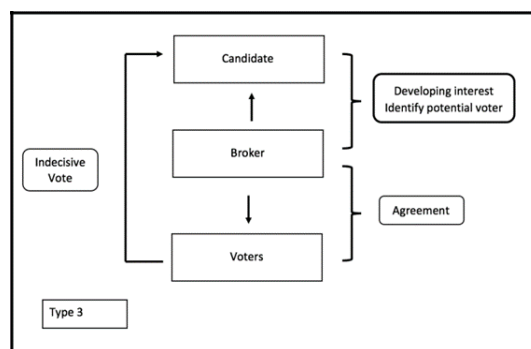 Candidate
Developing interest
Identify potential voter
Broker
Indecisive
Vote
Agreement
Voters
Type 3